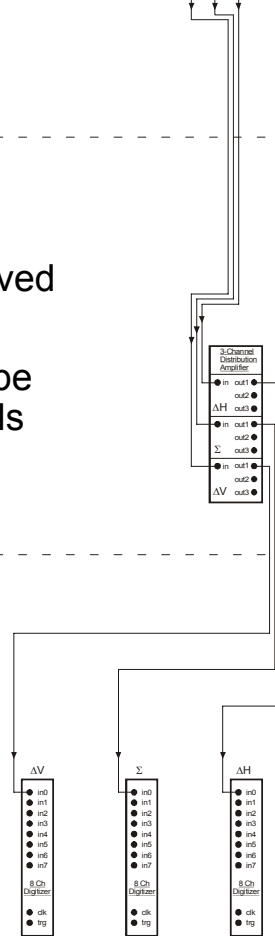 ved
be
ls
3-Channel
Distribution
Amplifier
in out1
out2
ΔH out3
in out1
out2
Σ out3
in out1
out2
ΔV out3
ΔV
in0
in1
in2
in3
in4
in5
in6
in7
8 Ch
Digitizer
clk
trg
Σ
in0
in1
in2
in3
in4
in5
in6
in7
8 Ch
Digitizer
clk
trg
ΔH
in0
in1
in2
in3
in4
in5
in6
in7
8 Ch
Digitizer
clk
trg